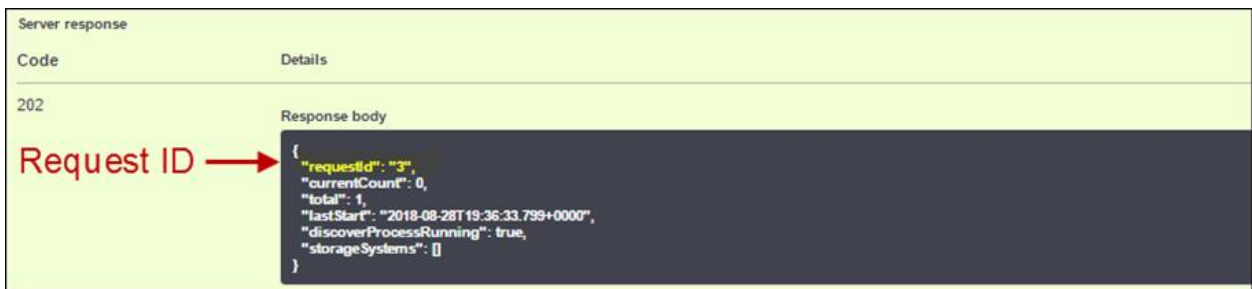 Server response
Code Details
202
Response body
Request ID
{
"requestId": "3",
"currentCount": 0,
"total": 1,
"lastStart": "2018-08-28T19:36:33.799+0000",
"discoverProcessRunning": true,
"storageSystems": []
}